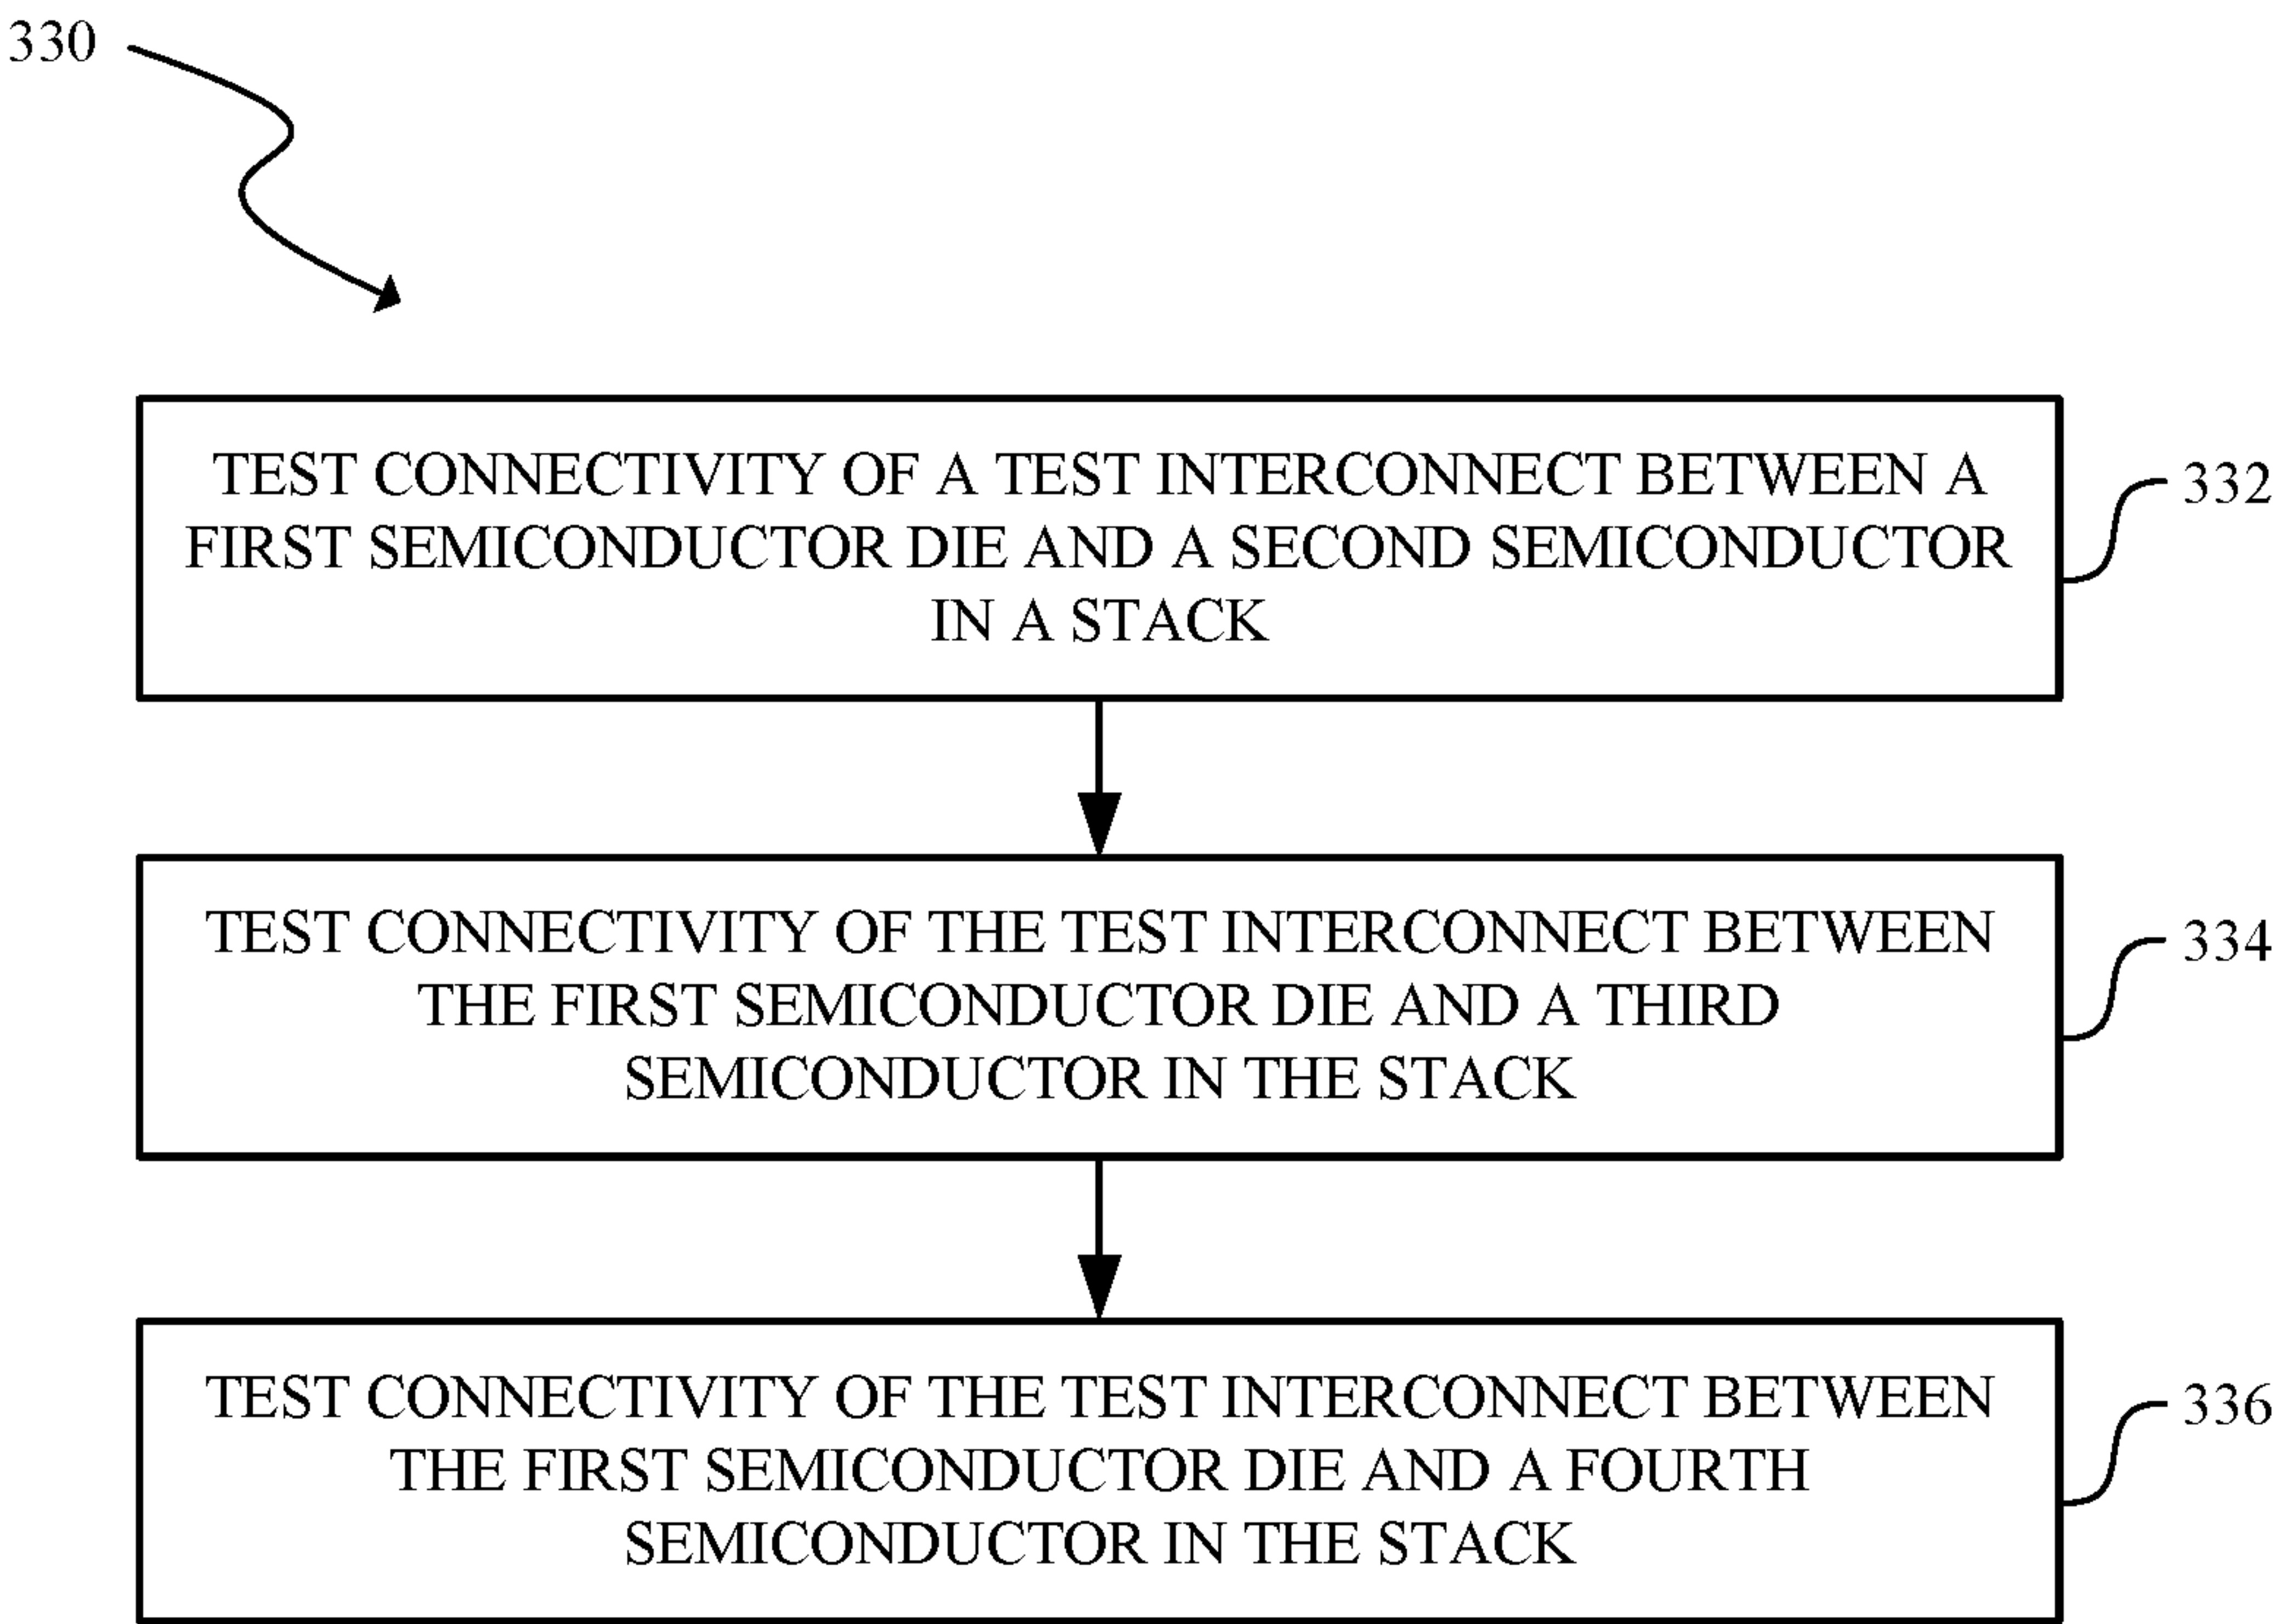 330
TEST CONNECTIVITY OF A TEST INTERCONNECT BETWEEN A
FIRST SEMICONDUCTOR DIE AND A SECOND SEMICONDUCTOR
IN A STACK
332
TEST CONNECTIVITY OF THE TEST INTERCONNECT BETWEEN
THE FIRST SEMICONDUCTOR DIE AND A THIRD
SEMICONDUCTOR IN THE STACK
334
TEST CONNECTIVITY OF THE TEST INTERCONNECT BETWEEN
THE FIRST SEMICONDUCTOR DIE AND A FOURTH
SEMICONDUCTOR IN THE STACK
336